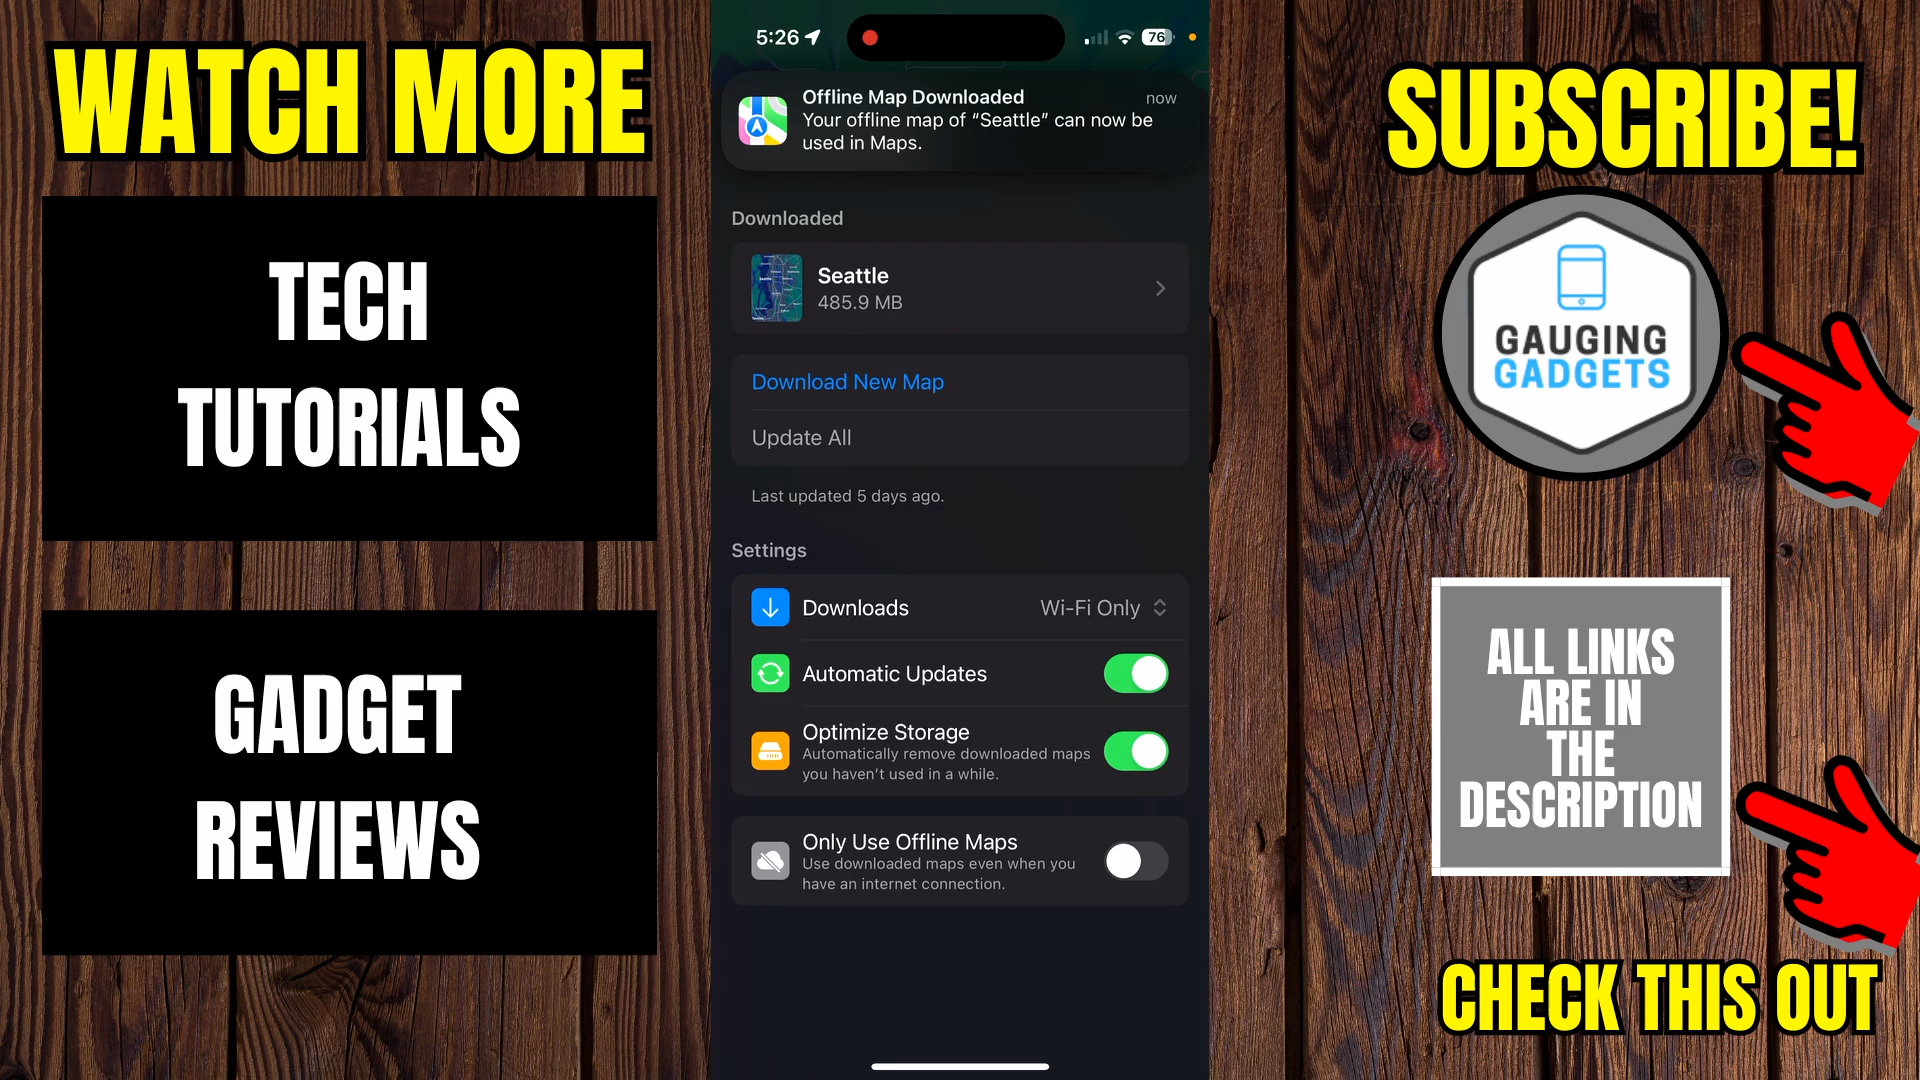 WATCH MORE
TECH
TUTORIALS
GADGET
REVIEWS
5:26
76
Offline Map Downloaded
now
Your offline map of “Seattle” can now be
used in Maps.
Downloaded
Seattle
485.9 MB
Download New Map
Update All
Last updated 5 days ago.
Settings
Downloads
Wi-Fi Only
Automatic Updates
Optimize Storage
Automatically remove downloaded maps
you haven’t used in a while.
Only Use Offline Maps
Use downloaded maps even when you
have an internet connection.
SUBSCRIBE!
GAUGING
GADGETS
ALL LINKS
ARE IN
THE
DESCRIPTION
CHECK THIS OUT